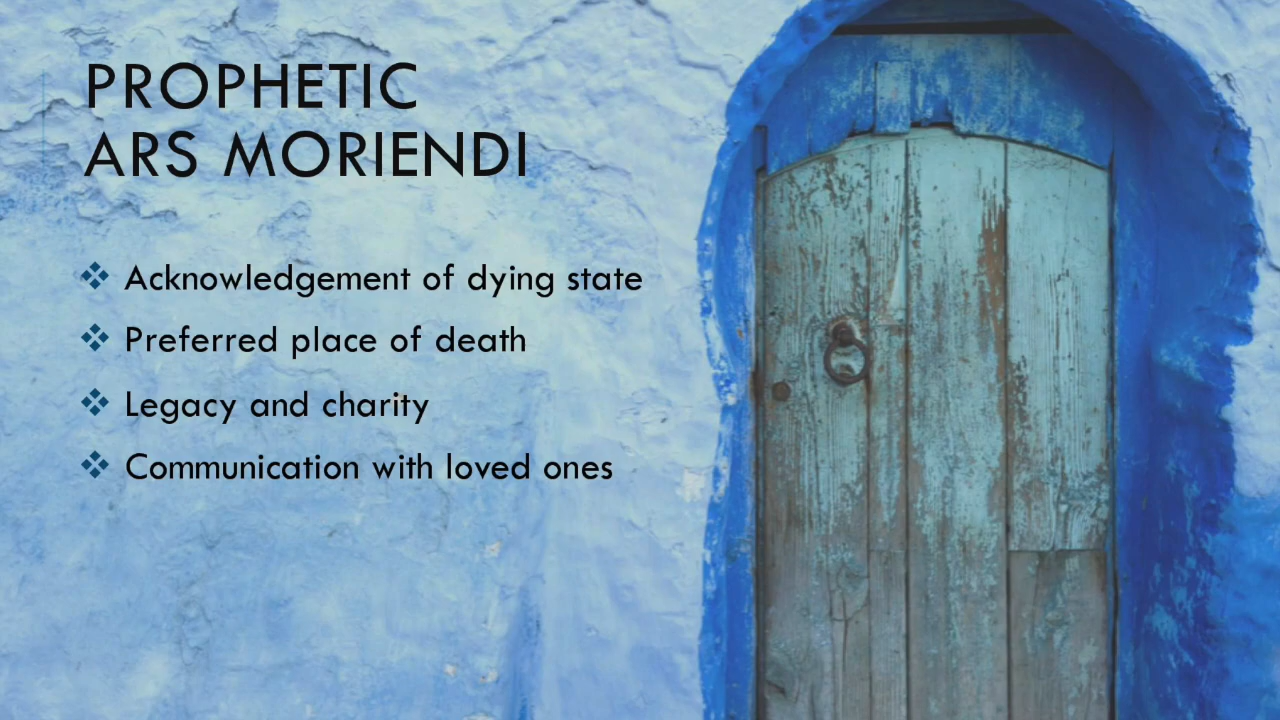 PROPHETIC
ARS MORIENDI
Acknowledgement of dying state
Preferred place of death
Legacy and charity
Communication with loved ones